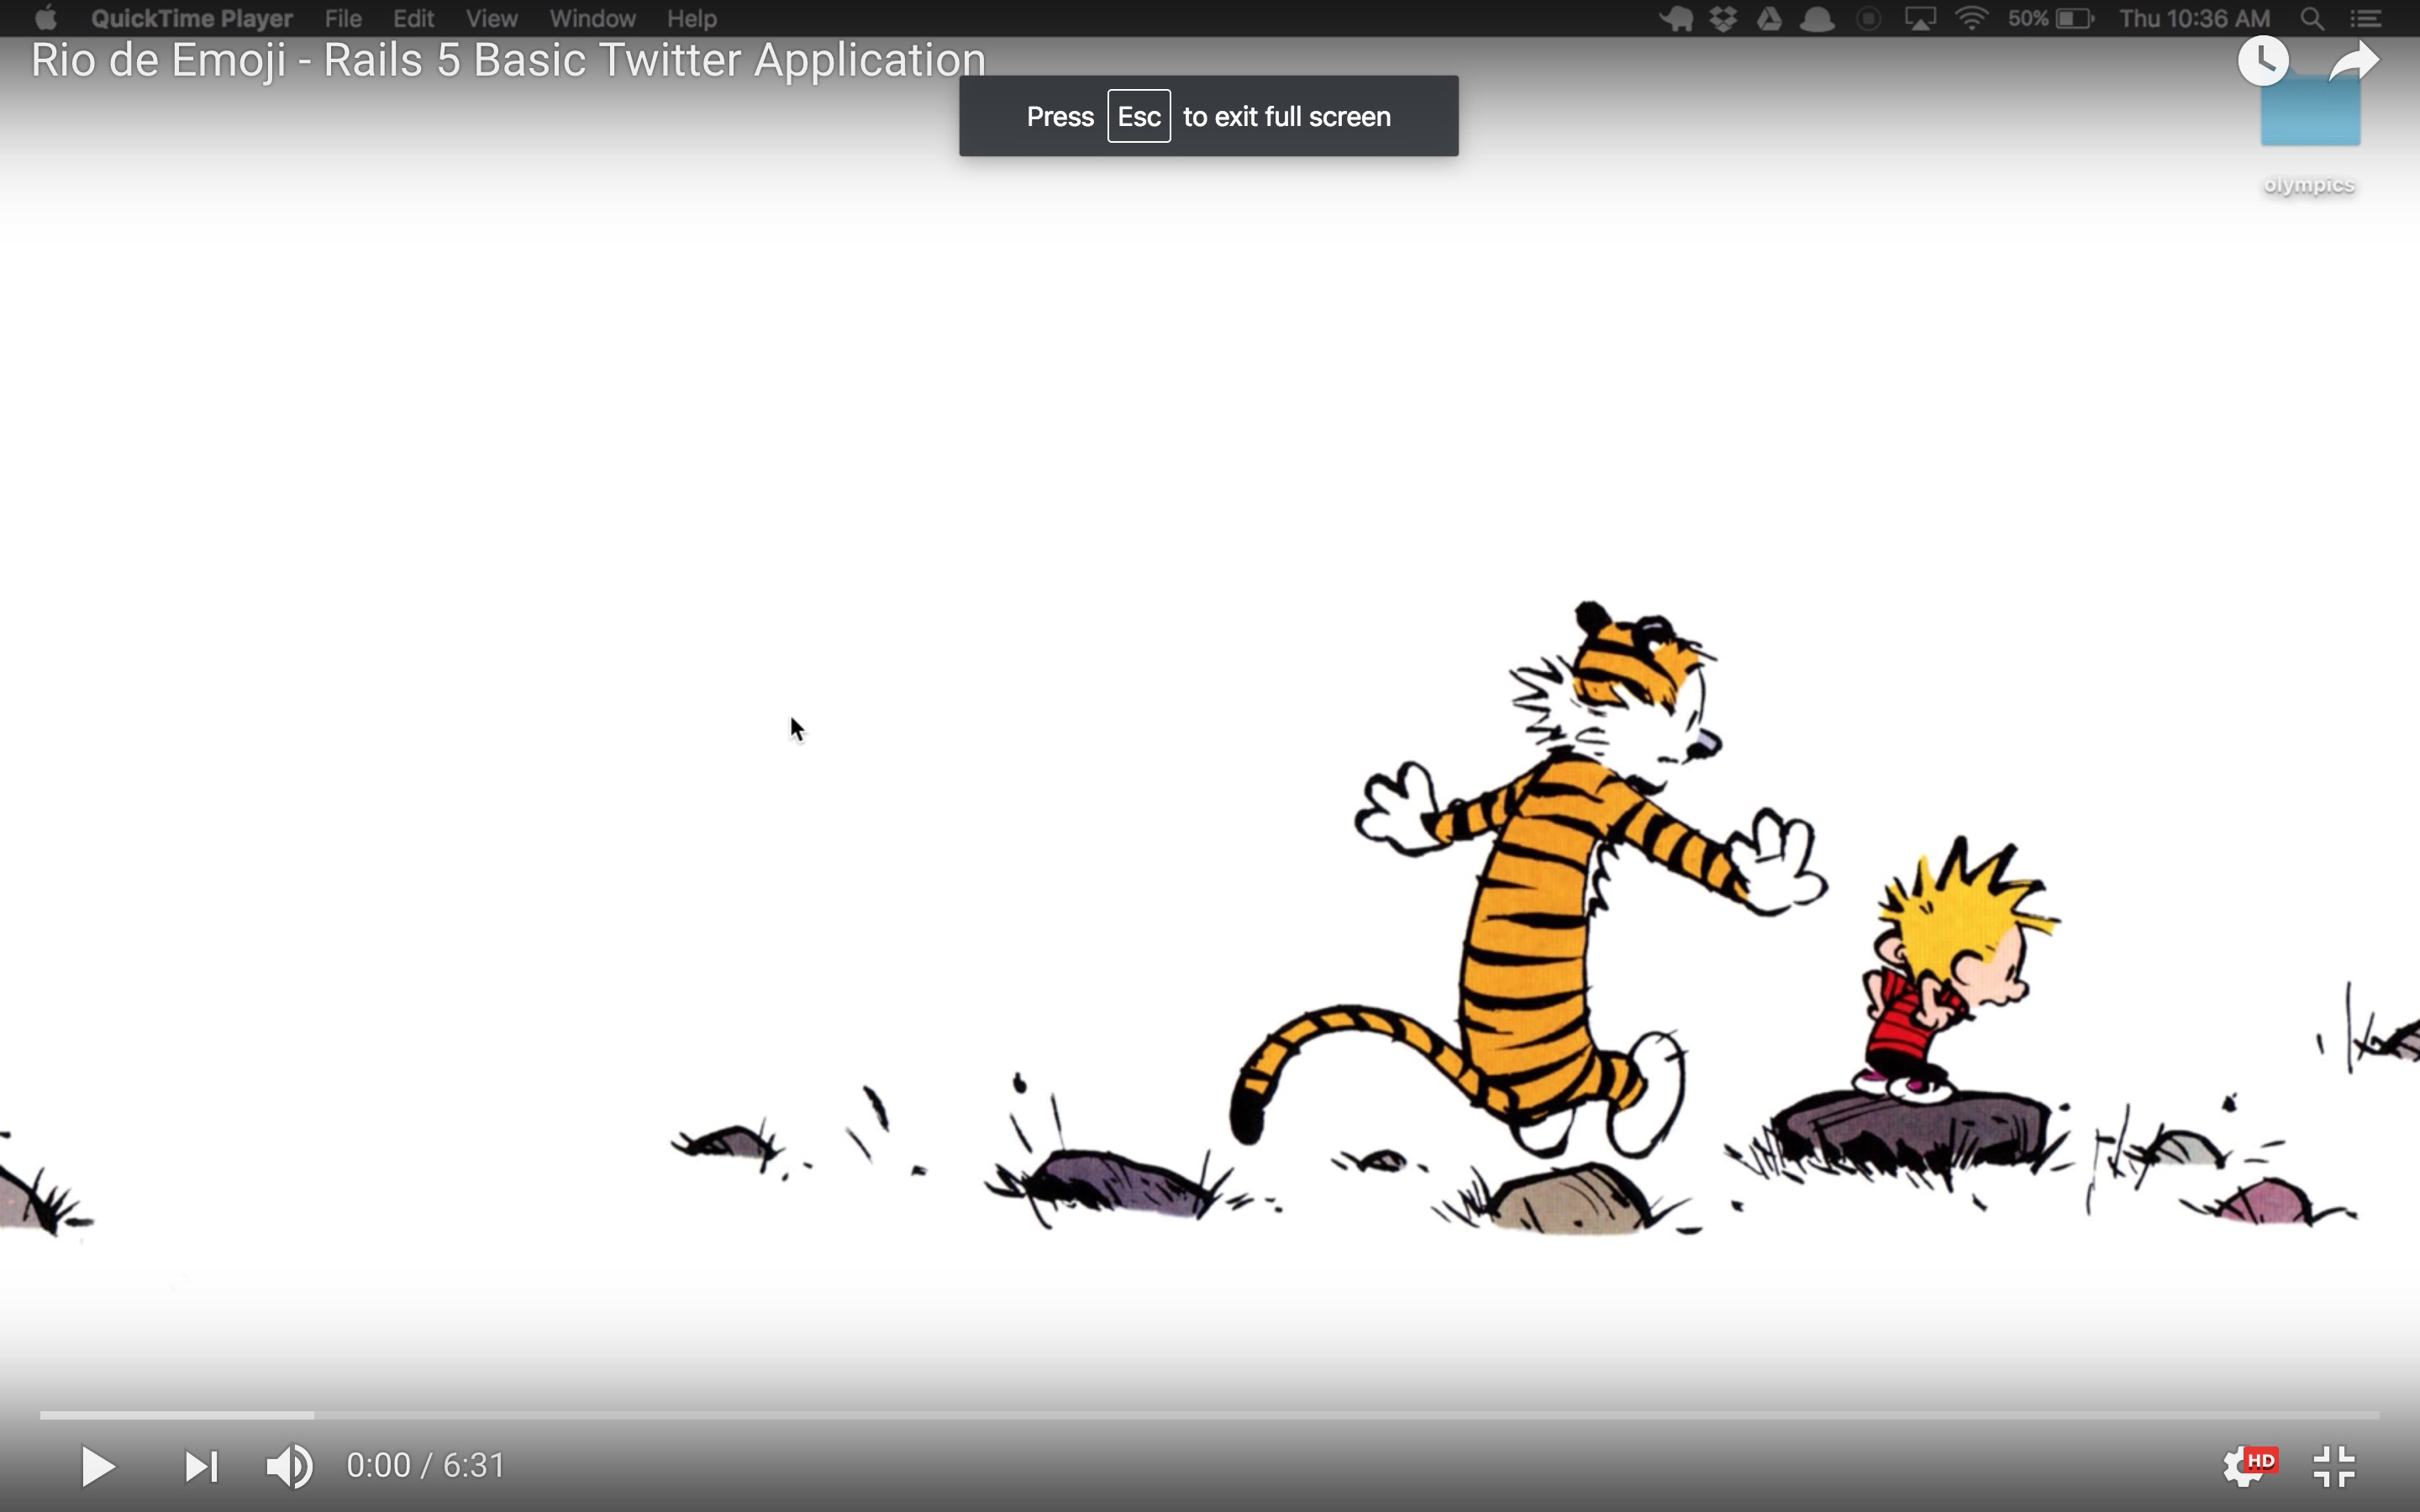 QuickTime Player File Edit View Window Help 50% Thu 10:36 AM
Rio de Emoji - Rails 5 Basic Twitter Application
Press Esc to exit full screen
olympics
0:00 / 6:31 HD